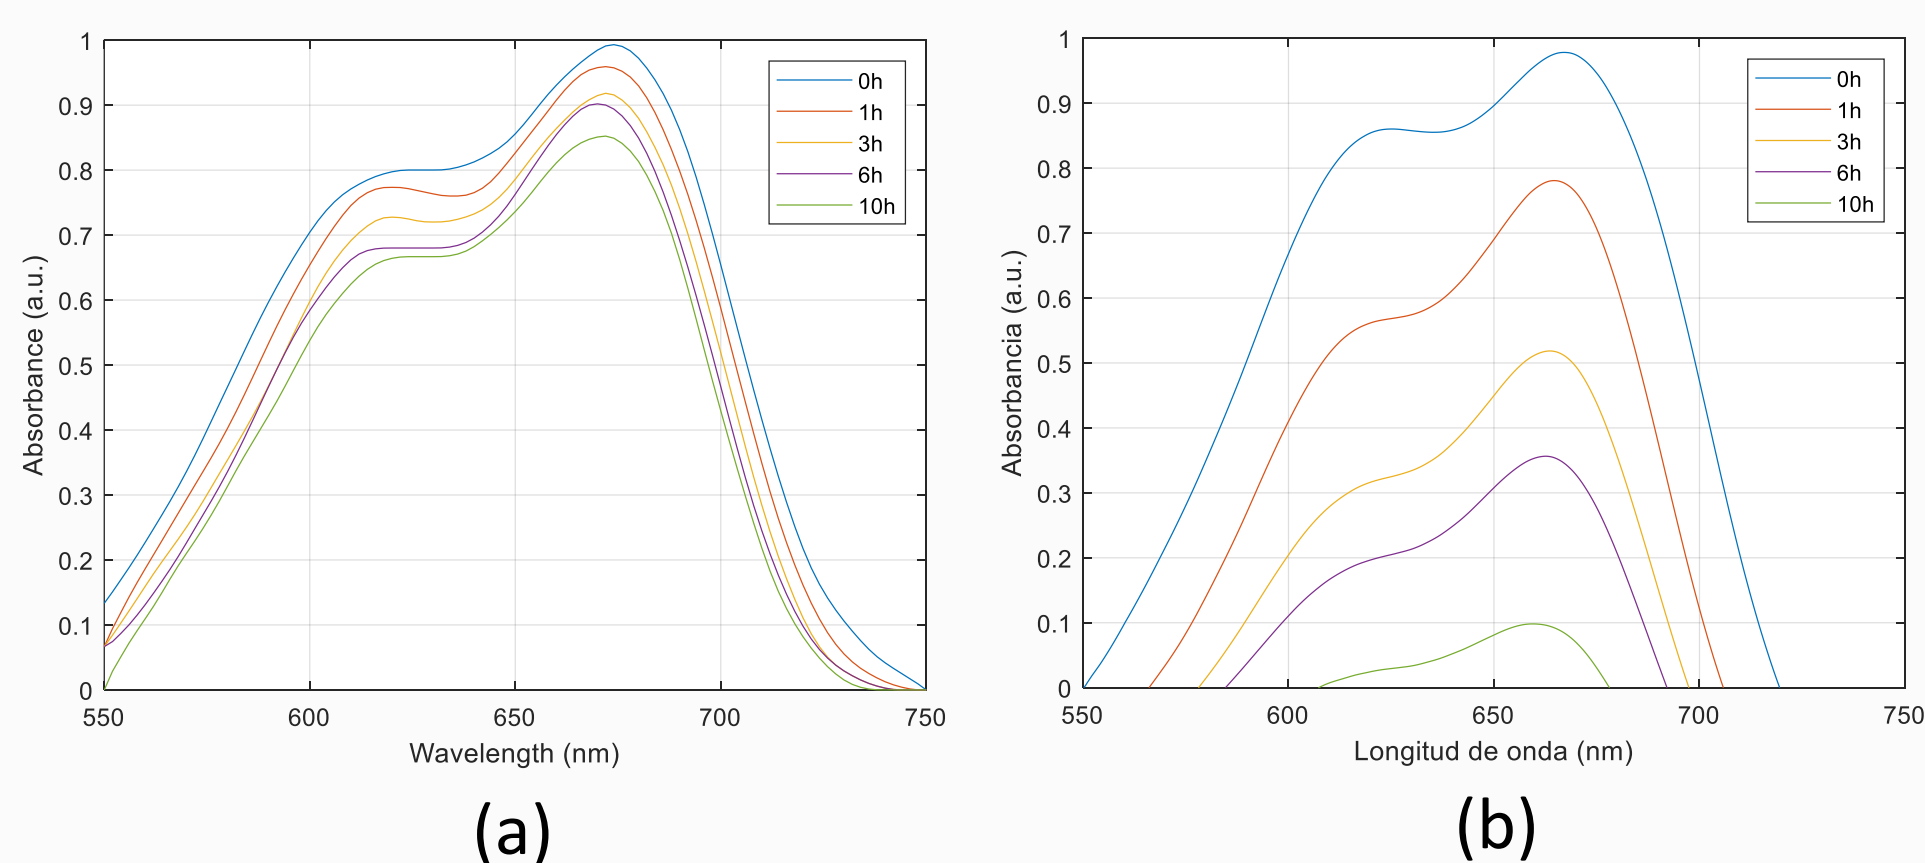 1
0.9
0.8
0.7
0.6
0.5
0.4
0.3
0.2
0.1
0
550
600
650
700
750
Absorbance (a.u.)
Wavelength (nm)
0h
1h
3h
6h
10h
(a)
1
0.9
0.8
0.7
0.6
0.5
0.4
0.3
0.2
0.1
0
550
600
650
700
750
Absorbancia (a.u.)
Longitud de onda (nm)
0h
1h
3h
6h
10h
(b)